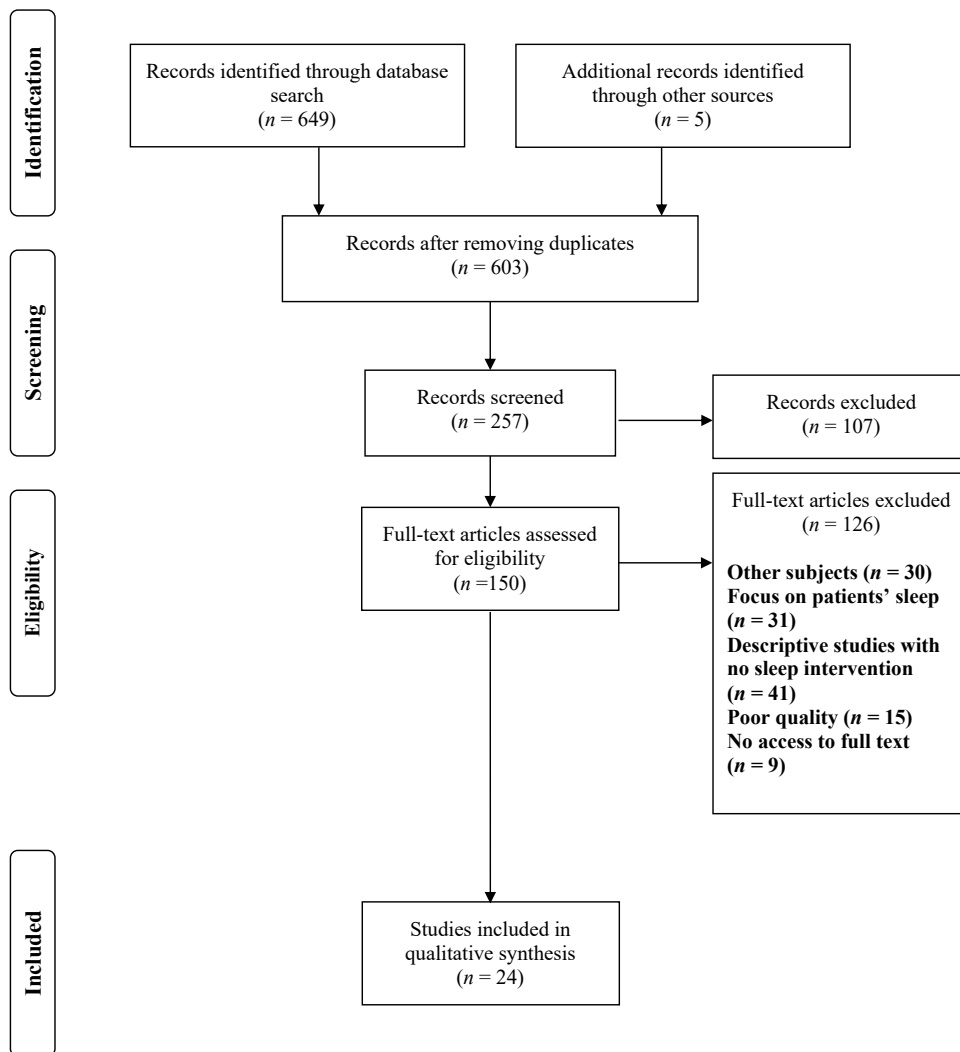 Identification
Records identified through database
search
(n = 649)
Additional records identified
through other sources
(n = 5)
Records after removing duplicates
(n = 603)
Screening
Records screened
(n = 257)
Records excluded
(n = 107)
Eligibility
Full-text articles assessed
for eligibility
(n =150)
Full-text articles excluded
(n = 126)
Other subjects (n = 30)
Focus on patients’ sleep
(n = 31)
Descriptive studies with
no sleep intervention
(n = 41)
Poor quality (n = 15)
No access to full text
(n = 9)
Included
Studies included in
qualitative synthesis
(n = 24)